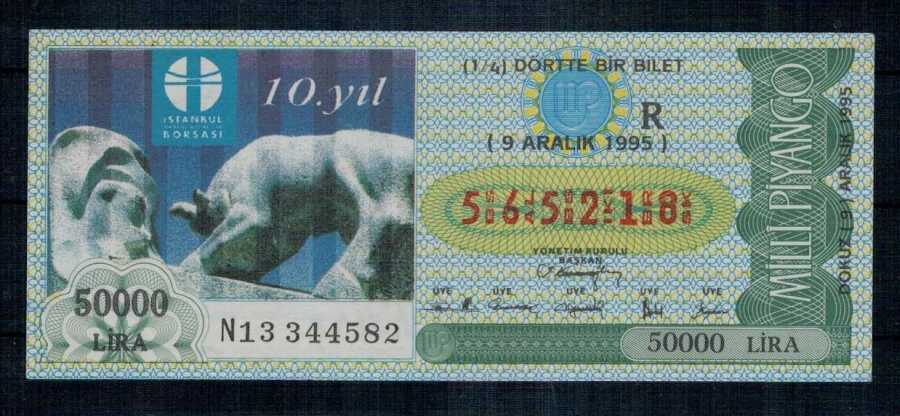 İSTANBUL
BORSASI
10.yıl
50000
LİRA
N13 344582
(1/4) DÖRTTE BİR BİLET
MP
R
( 9 ARALIK 1995 )
565218
YÖNETİM KURULU
BAŞKAN
ÜYE ÜYE ÜYE ÜYE ÜYE
50000 LİRA
MİLLİ PİYANGO
DOKUZ ( 9 ) ARALIK 1995